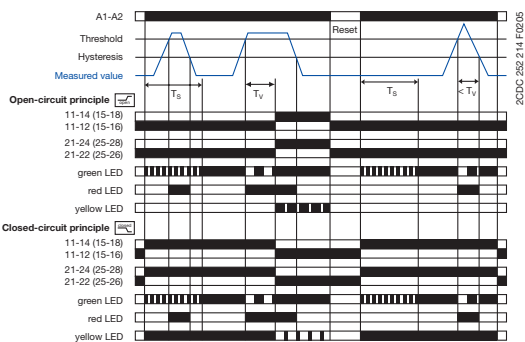 A1-A2
Reset
Threshold
Hysteresis
Measured value
TS
TV
TS
< TV
Open-circuit principle open
11-14 (15-18)
11-12 (15-16)
21-24 (25-28)
21-22 (25-26)
green LED
red LED
yellow LED
Closed-circuit principle closed
11-14 (15-18)
11-12 (15-16)
21-24 (25-28)
21-22 (25-26)
green LED
red LED
yellow LED
2CDC 252 214 F0205